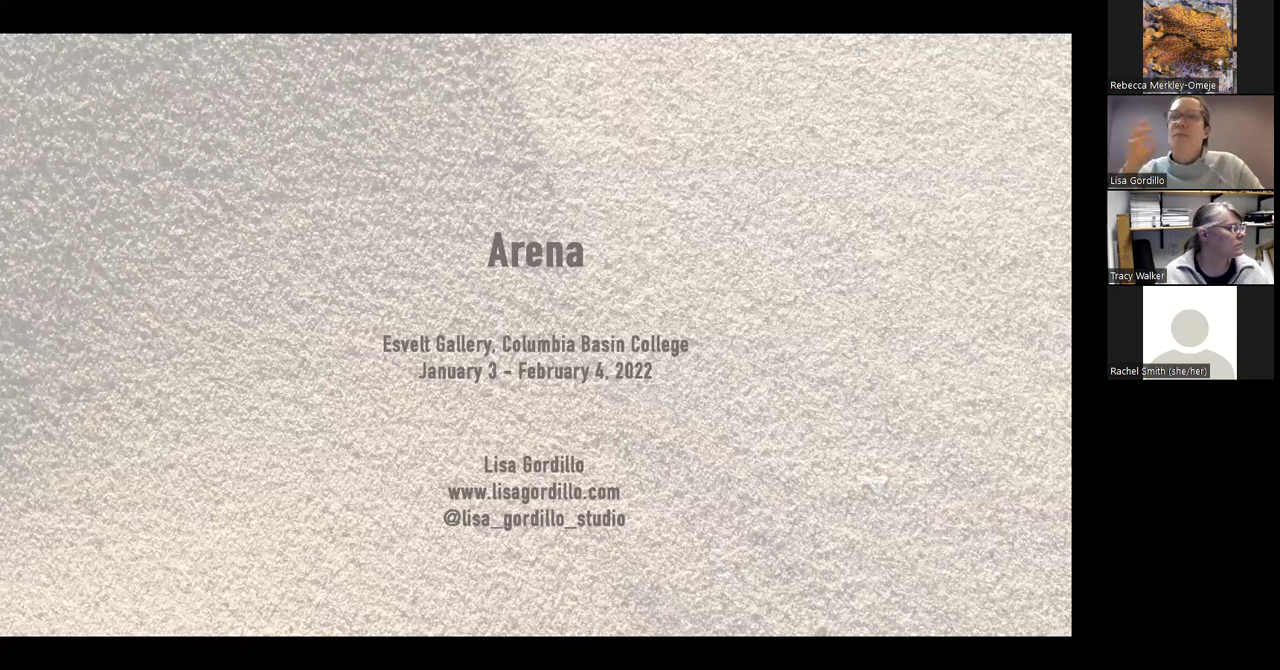 Arena
Esvelt Gallery, Columbia Basin College
January 3 - February 4, 2022
Lisa Gordillo
www.lisagordillo.com
@lisa_gordillo_studio
Rebecca Merkley-Omeje
Lisa Gordillo
Tracy Walker
Rachel Smith (she/her)